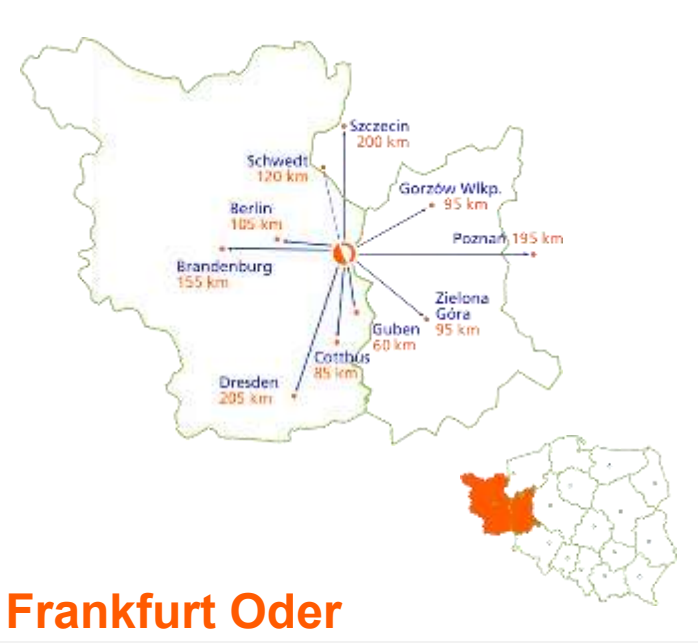 Szczecin
200 km
Schwedt
120 km
Gorzów Wlkp.
95 km
Berlin
105 km
Poznań 195 km
Brandenburg
155 km
Zielona
Góra
95 km
Guben
60 km
Cottbus
85 km
Dresden
205 km
Frankfurt Oder